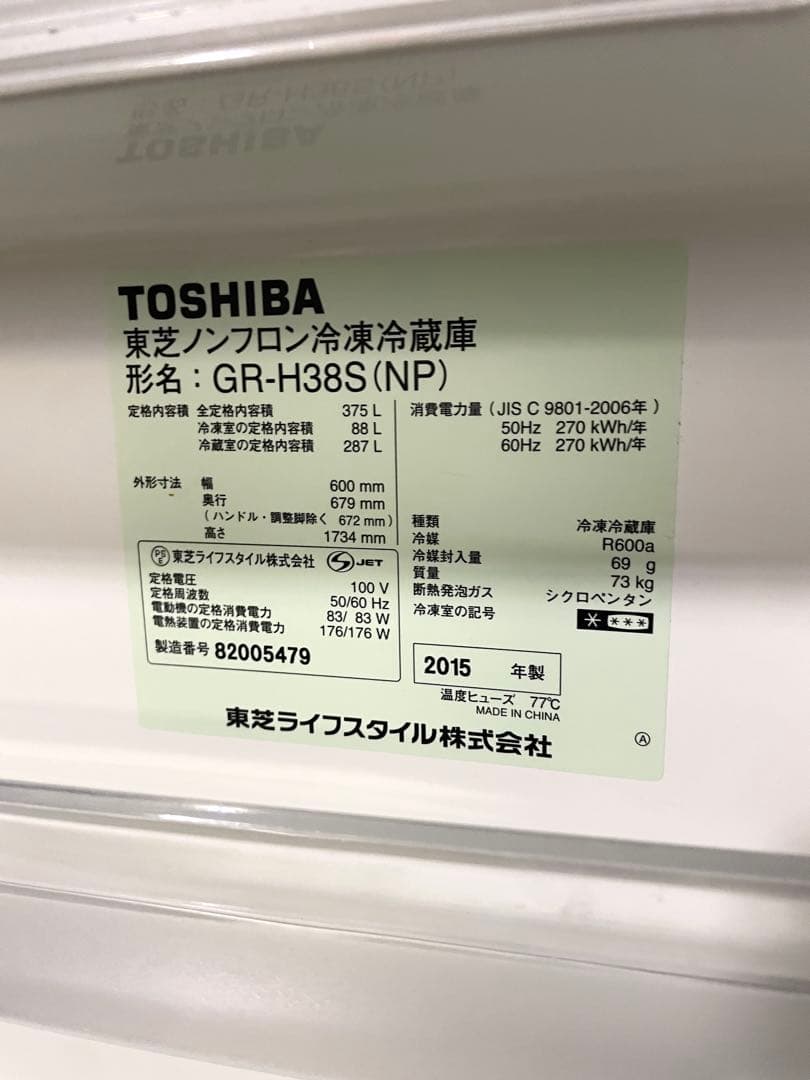 TOSHIBA
東芝ノンフロン冷凍冷蔵庫
形名：GR-H38S(NP)
定格内容積 全定格内容積 375 L
冷凍室の定格内容積 88 L
冷蔵室の定格内容積 287 L
外形寸法 幅 600 mm
奥行 679 mm
(ハンドル・調整脚除く 672 mm)
高さ 1734 mm
PS E 東芝ライフスタイル株式会社 S JET
定格電圧 100 V
定格周波数 50/60 Hz
電動機の定格消費電力 83/ 83 W
電熱装置の定格消費電力 176/176 W
製造番号 82005479
消費電力量 (JIS C 9801-2006年)
50Hz 270 kWh/年
60Hz 270 kWh/年
種類 冷凍冷蔵庫
冷媒 R600a
冷媒封入量 69 g
質量 73 kg
断熱発泡ガス シクロペンタン
冷凍室の記号 * ***
2015 年製
温度ヒューズ 77℃
MADE IN CHINA
東芝ライフスタイル株式会社
Ⓐ